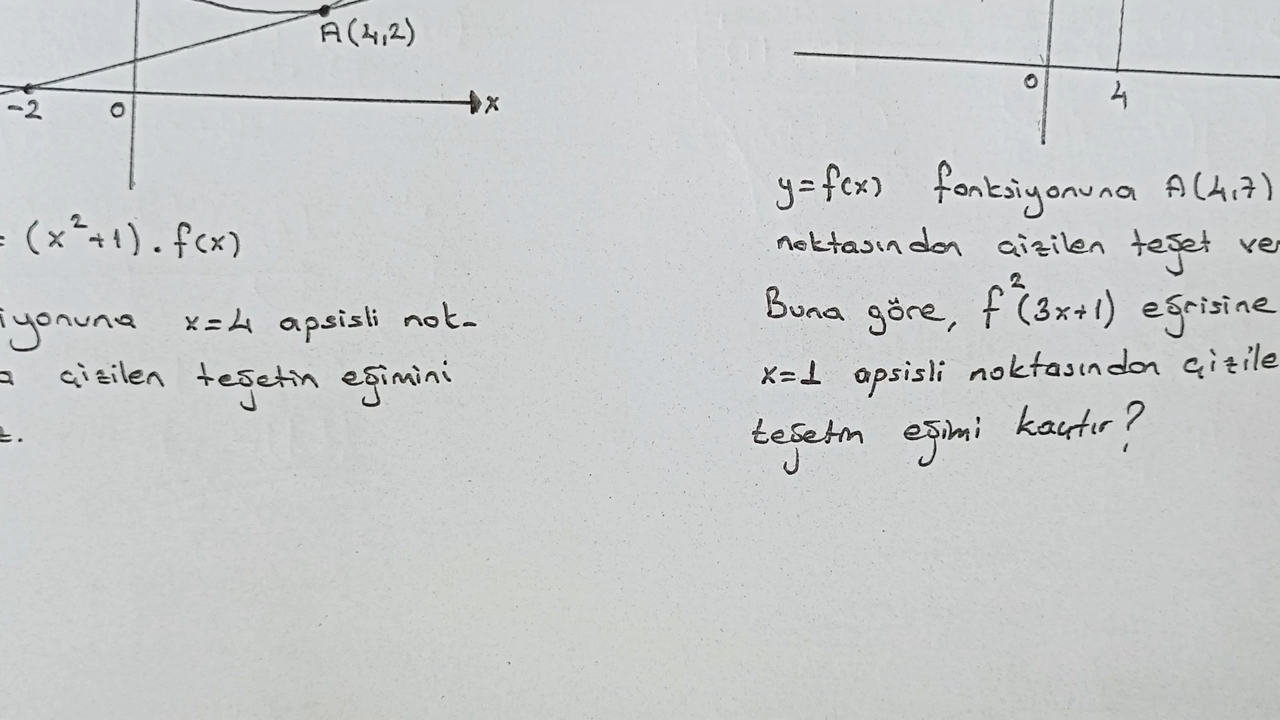 A(4,2)
-2
0
x
= (x²+1).f(x)
iyonuna x=4 apsisli nok-
a çizilen teğetin eğimini
z.
0
4
y=f(x) fonksiyonuna A(4,7)
noktasından çizilen teğet ver
Buna göre, f²(3x+1) eğrisine
x=1 apsisli noktasından çizile
teğetin eğimi kaçtır?